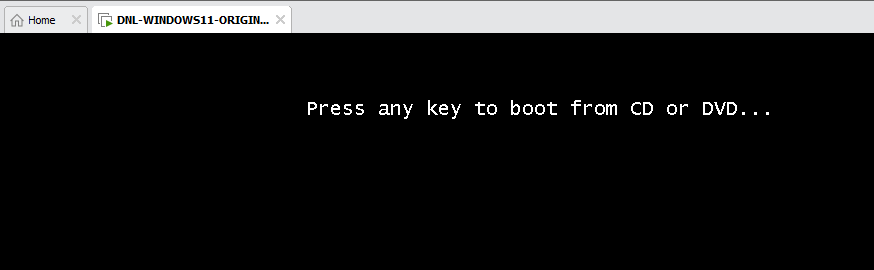 Home
DNL-WINDOWS11-ORIGIN...
Press any key to boot from CD or DVD...